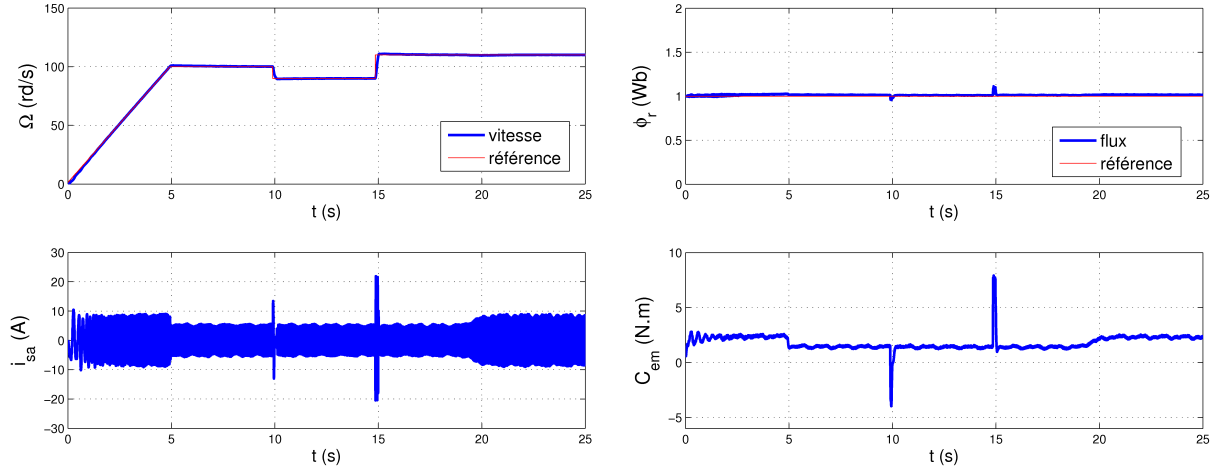 150
100
50
0
Ω (rd/s)
vitesse
référence
0 5 10 15 20 25
t (s)
2
1.5
1
0.5
0
ϕr (Wb)
flux
référence
0 5 10 15 20 25
t (s)
30
20
10
0
−10
−20
−30
isa (A)
0 5 10 15 20 25
t (s)
10
5
0
−5
Cem (N.m)
0 5 10 15 20 25
t (s)